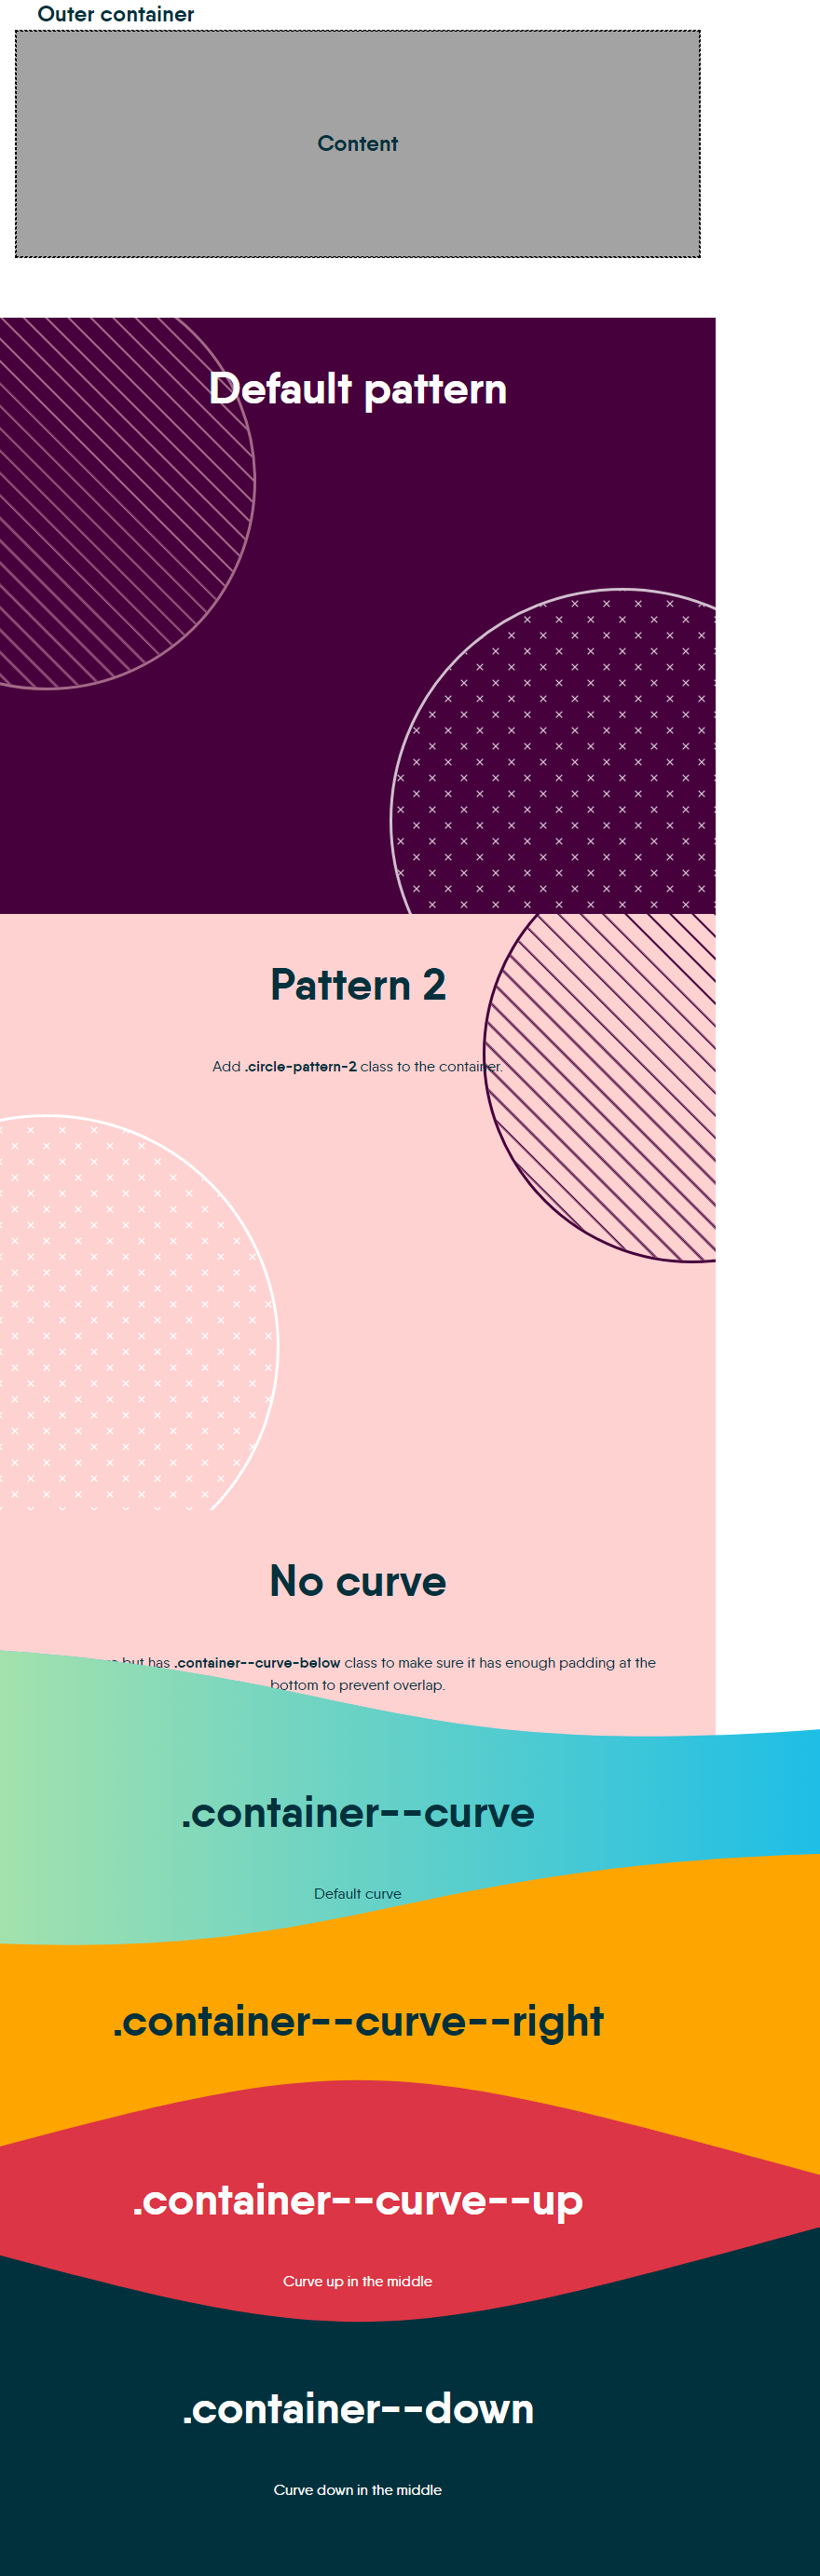 Outer container
Content
Default pattern
Pattern 2
Add .circle-pattern-2 class to the container.
No curve
but has .container--curve-below class to make sure it has enough padding at the
bottom to prevent overlap.
.container--curve
Default curve
.container--curve--right
.container--curve--up
Curve up in the middle
.container--down
Curve down in the middle